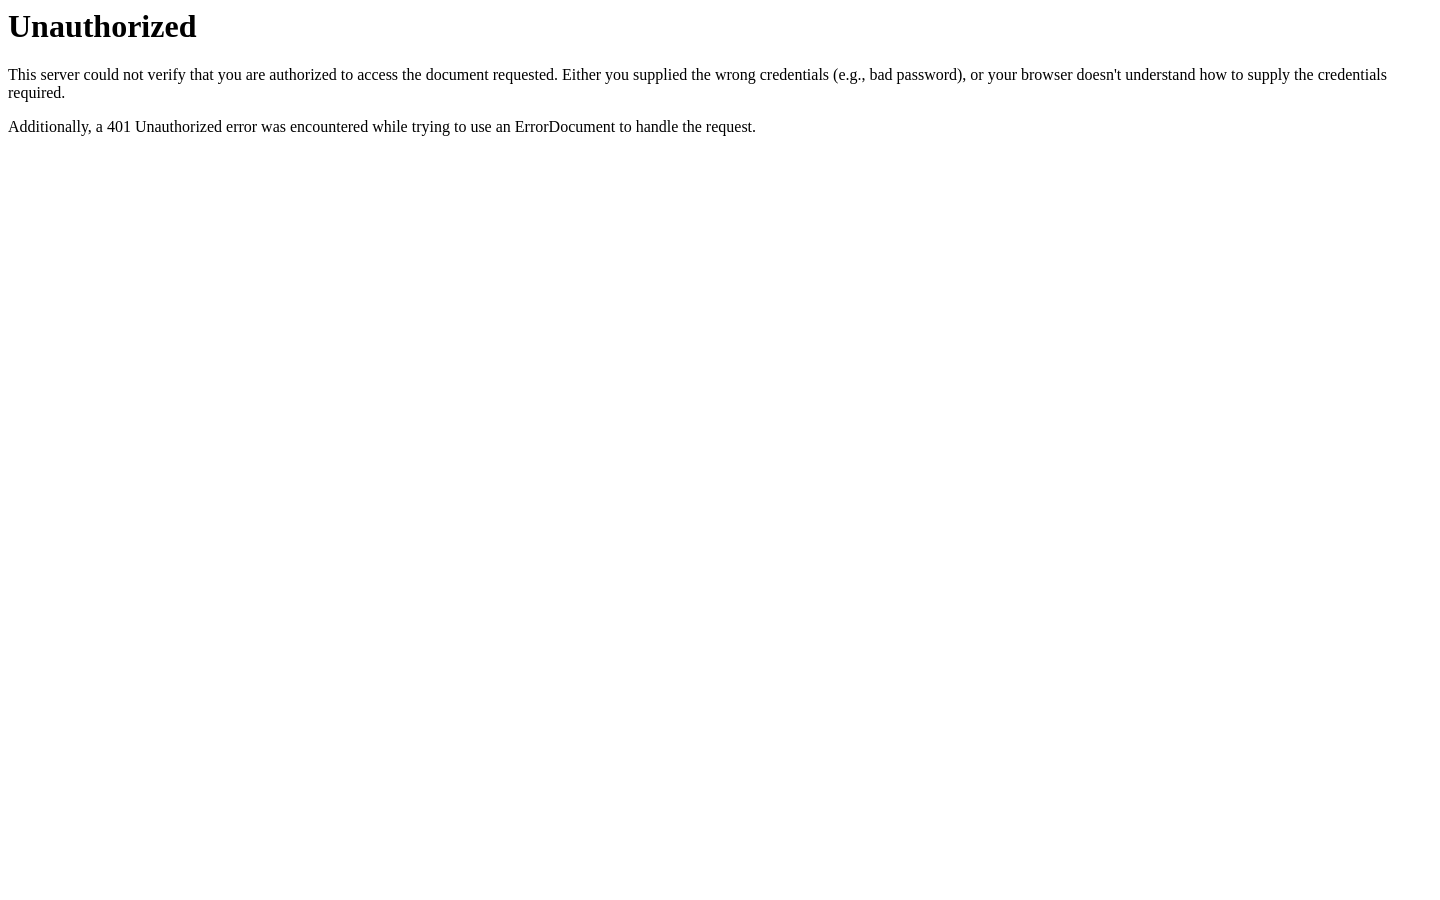 Unauthorized
This server could not verify that you are authorized to access the document requested. Either you supplied the wrong credentials (e.g., bad password), or your browser doesn't understand how to supply the credentials
required.
Additionally, a 401 Unauthorized error was encountered while trying to use an ErrorDocument to handle the request.